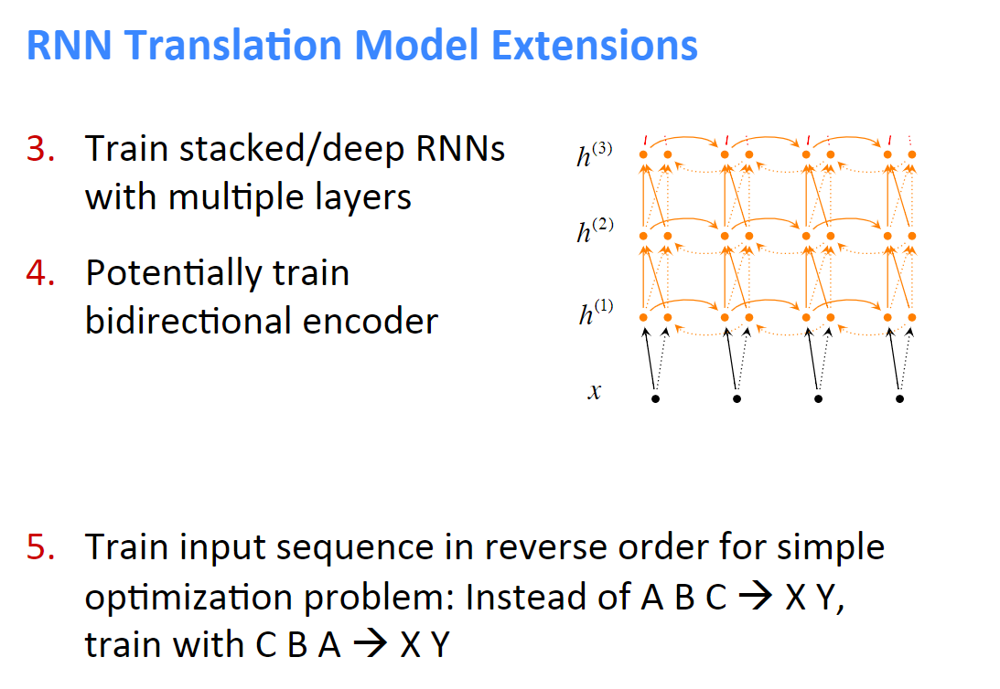 RNN Translation Model Extensions
3. Train stacked/deep RNNs
with multiple layers
4. Potentially train
bidirectional encoder
h⁽³⁾
h⁽²⁾
h⁽¹⁾
x
5. Train input sequence in reverse order for simple
optimization problem: Instead of A B C → X Y,
train with C B A → X Y